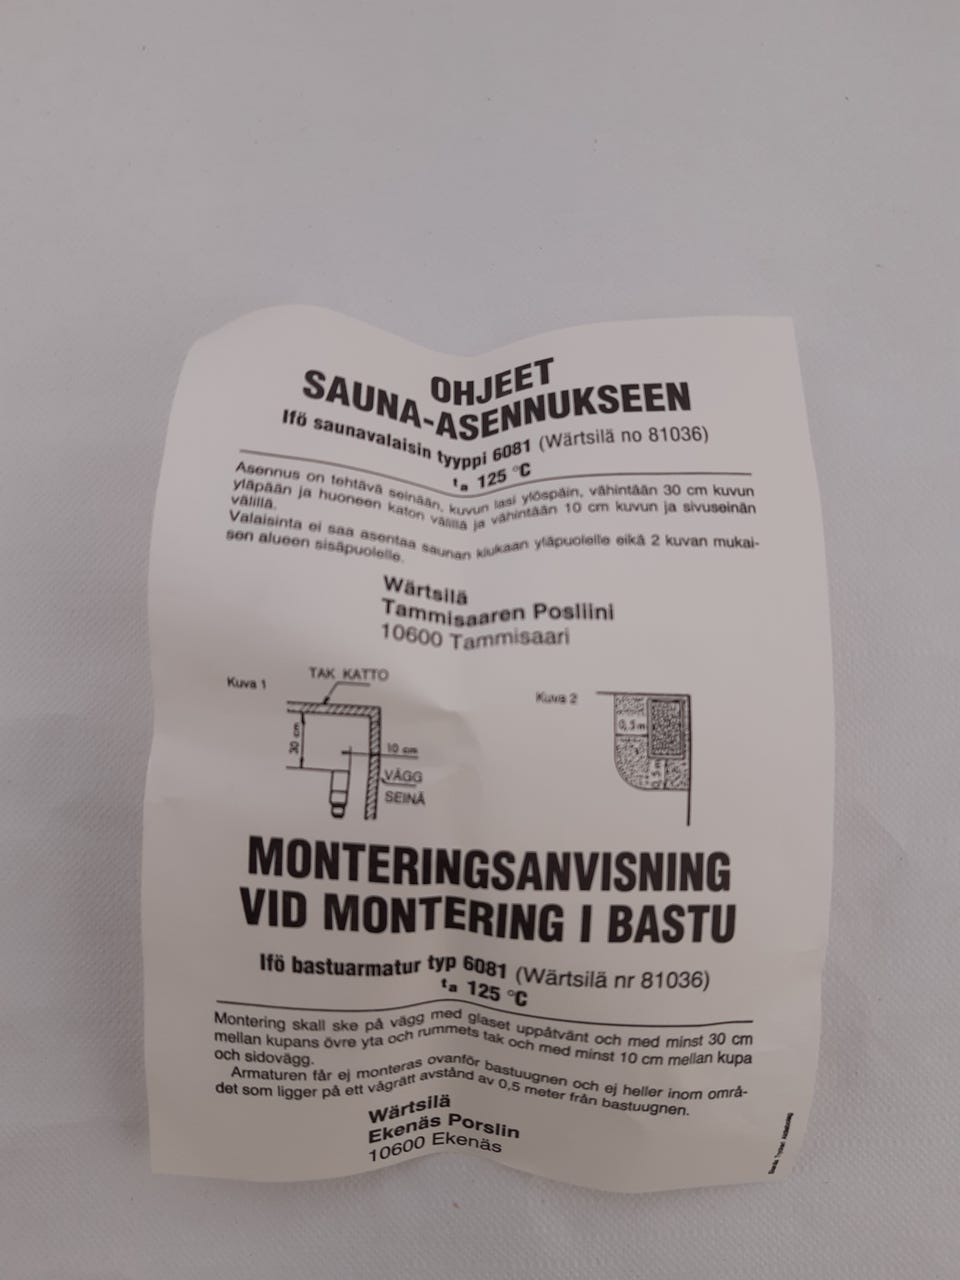 OHJEET
SAUNA-ASENNUKSEEN
Ifö saunavalaisin tyyppi 6081 (Wärtsilä no 81036)
ta 125 °C
Asennus on tehtävä seinään, kuvun lasi ylöspäin, vähintään 30 cm kuvun
yläpään ja huoneen katon välillä ja vähintään 10 cm kuvun ja sivuseinän
välillä.
Valaisinta ei saa asentaa saunan kiukaan yläpuolelle eikä 2 kuvan mukai-
sen alueen sisäpuolelle.
Wärtsilä
Tammisaaren Posliini
10600 Tammisaari
Kuva 1
TAK KATTO
30 cm
10 cm
VÄGG
SEINÄ
Kuva 2
0,5m
0,5m
MONTERINGSANVISNING
VID MONTERING I BASTU
Ifö bastuarmatur typ 6081 (Wärtsilä nr 81036)
ta 125 °C
Montering skall ske på vägg med glaset uppåtvänt och med minst 30 cm
mellan kupans övre yta och rummets tak och med minst 10 cm mellan kupa
och sidovägg.
Armaturen får ej monteras ovanför bastuugnen och ej heller inom områ-
det som ligger på ett vågrätt avstånd av 0,5 meter från bastuugnen.
Wärtsilä
Ekenäs Porslin
10600 Ekenäs